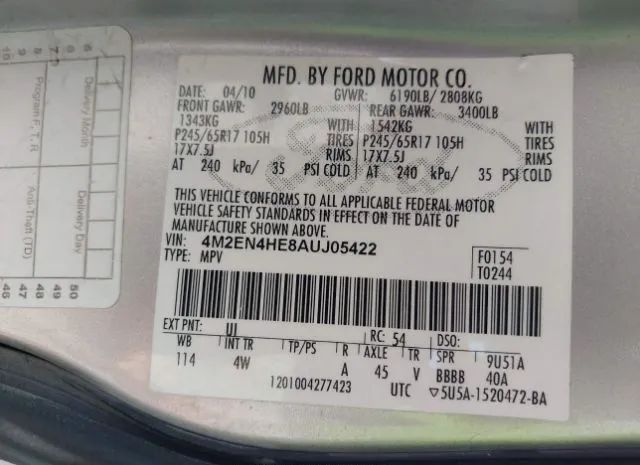 MFD. BY FORD MOTOR CO.
DATE: 04/10 GVWR: 6190LB/ 2808KG
FRONT GAWR: 2960LB REAR GAWR: 3400LB
1343KG WITH 1542KG WITH
P245/65R17 105H TIRES P245/65R17 105H TIRES
17X7.5J RIMS 17X7.5J RIMS
AT 240 kPa/ 35 PSI COLD AT 240 kPa/ 35 PSI COLD
THIS VEHICLE CONFORMS TO ALL APPLICABLE FEDERAL MOTOR
VEHICLE SAFETY STANDARDS IN EFFECT ON THE DATE OF
MANUFACTURE SHOWN ABOVE.
VIN: 4M2EN4HE8AUJ05422
TYPE: MPV
F0154
T0244
EXT PNT: UJ RC: 54 DSO:
WB INT TR TP/PS R AXLE TR SPR 9U51A
114 4W A 45 V BBBB 40A
1201004277423 UTC 5U5A-1520472-BA
Delivery Month
Program F, T, R
Anti-Theft (TD)
Delivery Day
5 6
46
49
50